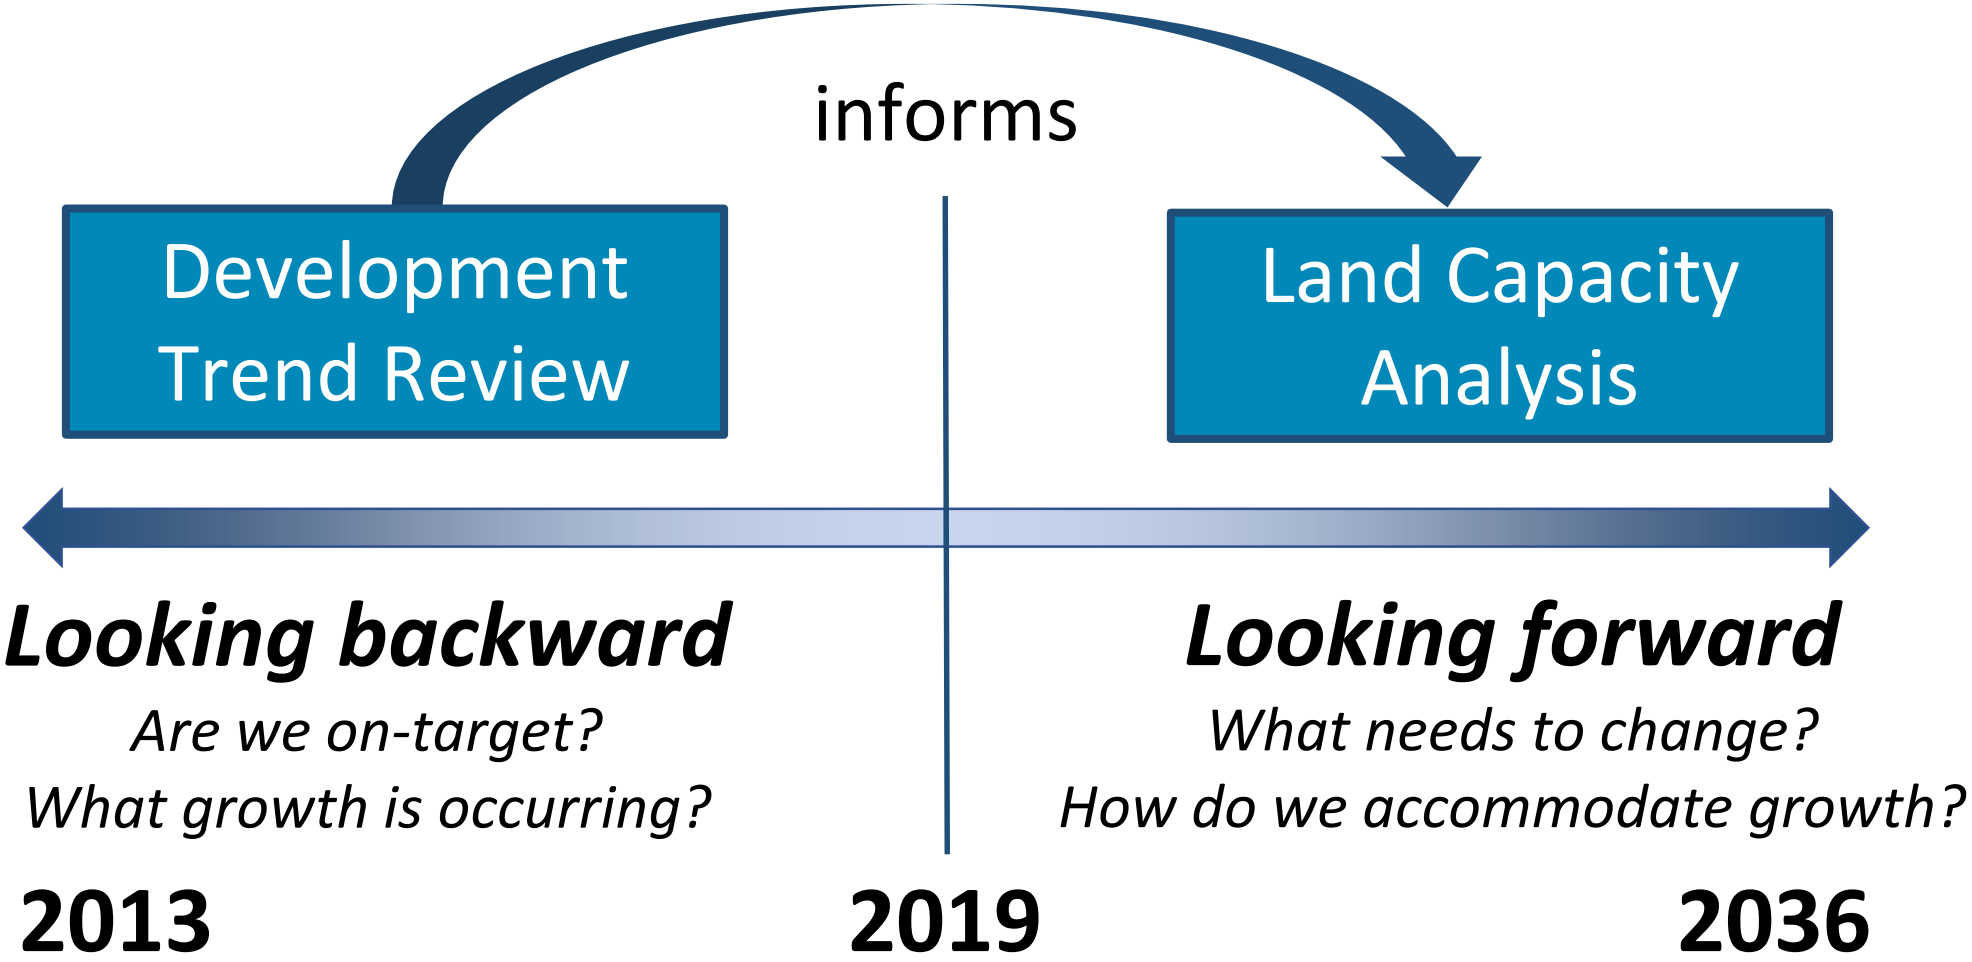 informs
Development
Trend Review
Land Capacity
Analysis
Looking backward
Are we on-target?
What growth is occurring?
Looking forward
What needs to change?
How do we accommodate growth?
2013
2019
2036